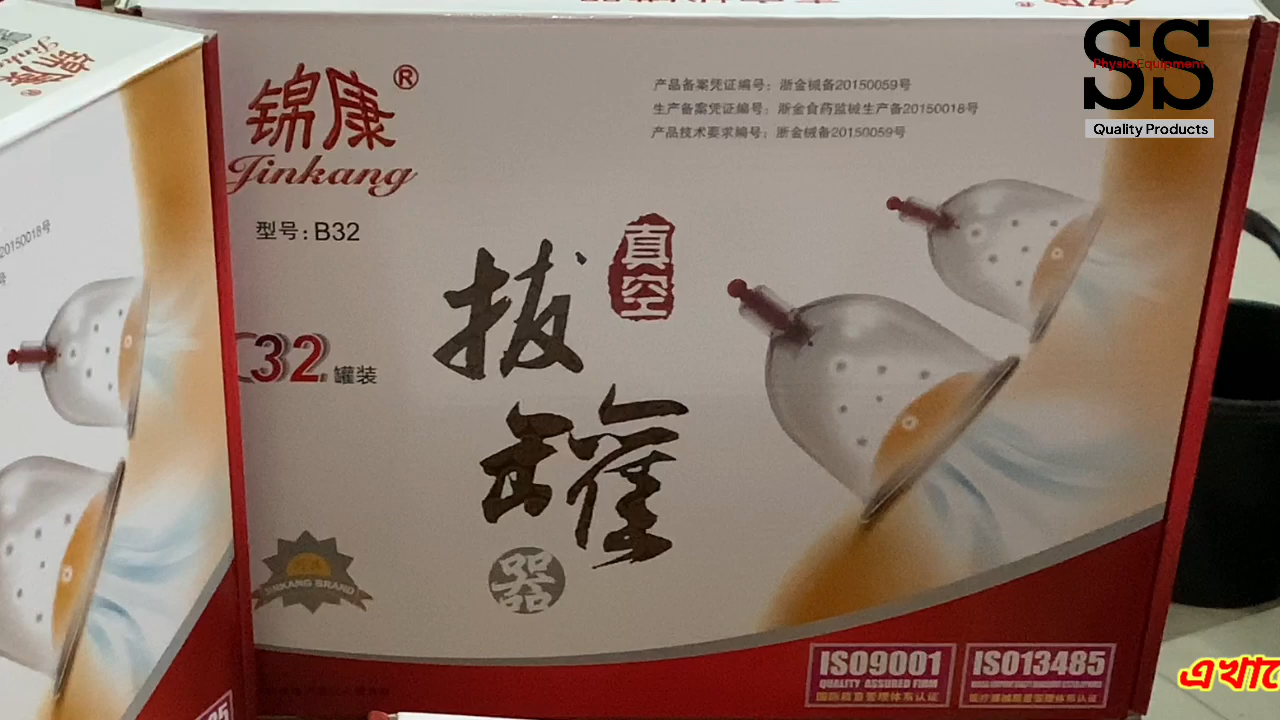 锦康®
Jinkang
型号:B32
32
罐装
真空
拔罐
器
产品备案凭证编号:浙金械备20150059号
生产备案凭证编号:浙金食药监械生产备20150018号
产品技术要求编号:浙金械备20150059号
JINKANG BRAND
ISO9001
QUALITY ASSURED FIRM
国际质量管理体系认证
ISO13485
医疗器械质量管理体系认证
SS
Physio Equipment
Quality Products
এখানে
20150018号
号
锦康